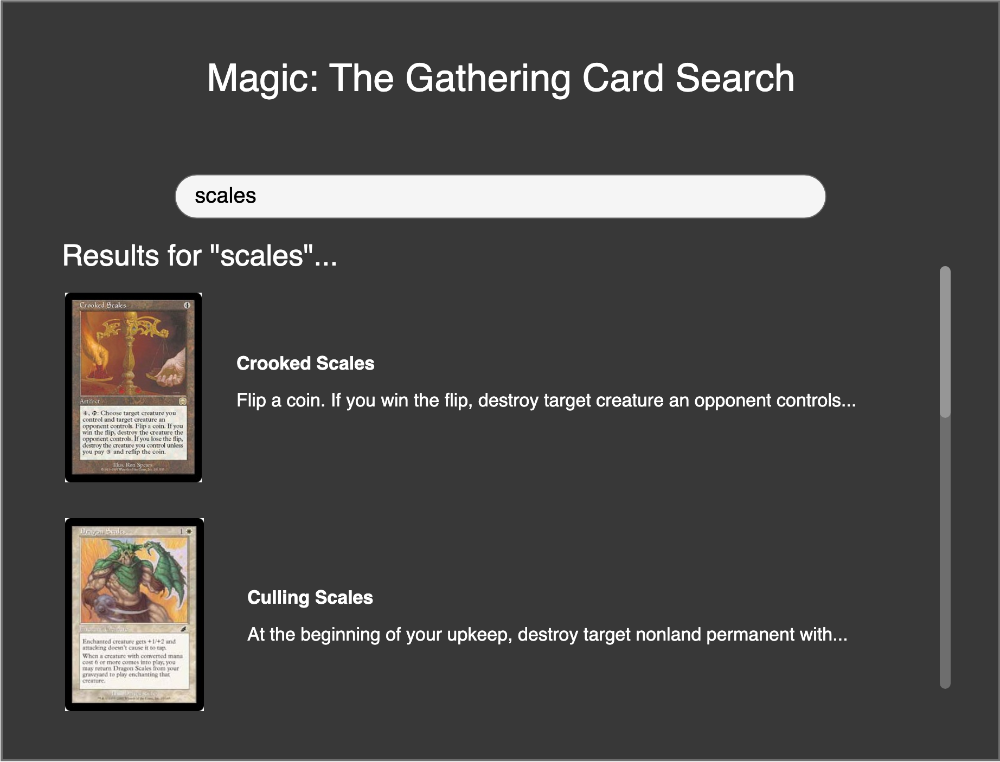 Magic: The Gathering Card Search
scales
Results for "scales"...
Crooked Scales 4
Artifact
4, : Choose target creature you
control and target creature an
opponent controls. Flip a coin. If you
win the flip, destroy the creature the
opponent controls. If you lose the flip,
destroy the creature you control unless
you pay 3 and reflip the coin.
Illus. Ron Spears
Crooked Scales
Flip a coin. If you win the flip, destroy target creature an opponent controls...
Dragon Scales 1
Enchant Creature
Enchanted creature gets +1/+2 and
attacking doesn't cause it to tap.
When a creature with converted mana
cost 6 or more comes into play, you
may return Dragon Scales from your
graveyard to play enchanting that
creature.
Culling Scales
At the beginning of your upkeep, destroy target nonland permanent with...